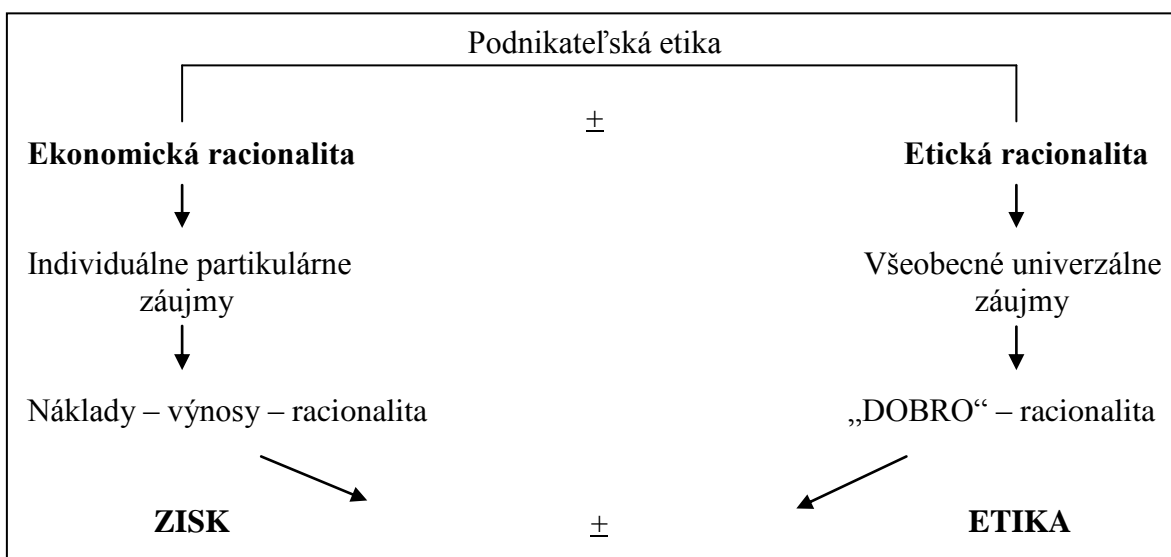 Podnikateľská etika
±
Ekonomická racionalita
Etická racionalita
Individuálne partikulárne
záujmy
Všeobecné univerzálne
záujmy
Náklady – výnosy – racionalita
„DOBRO“ – racionalita
ZISK
±
ETIKA